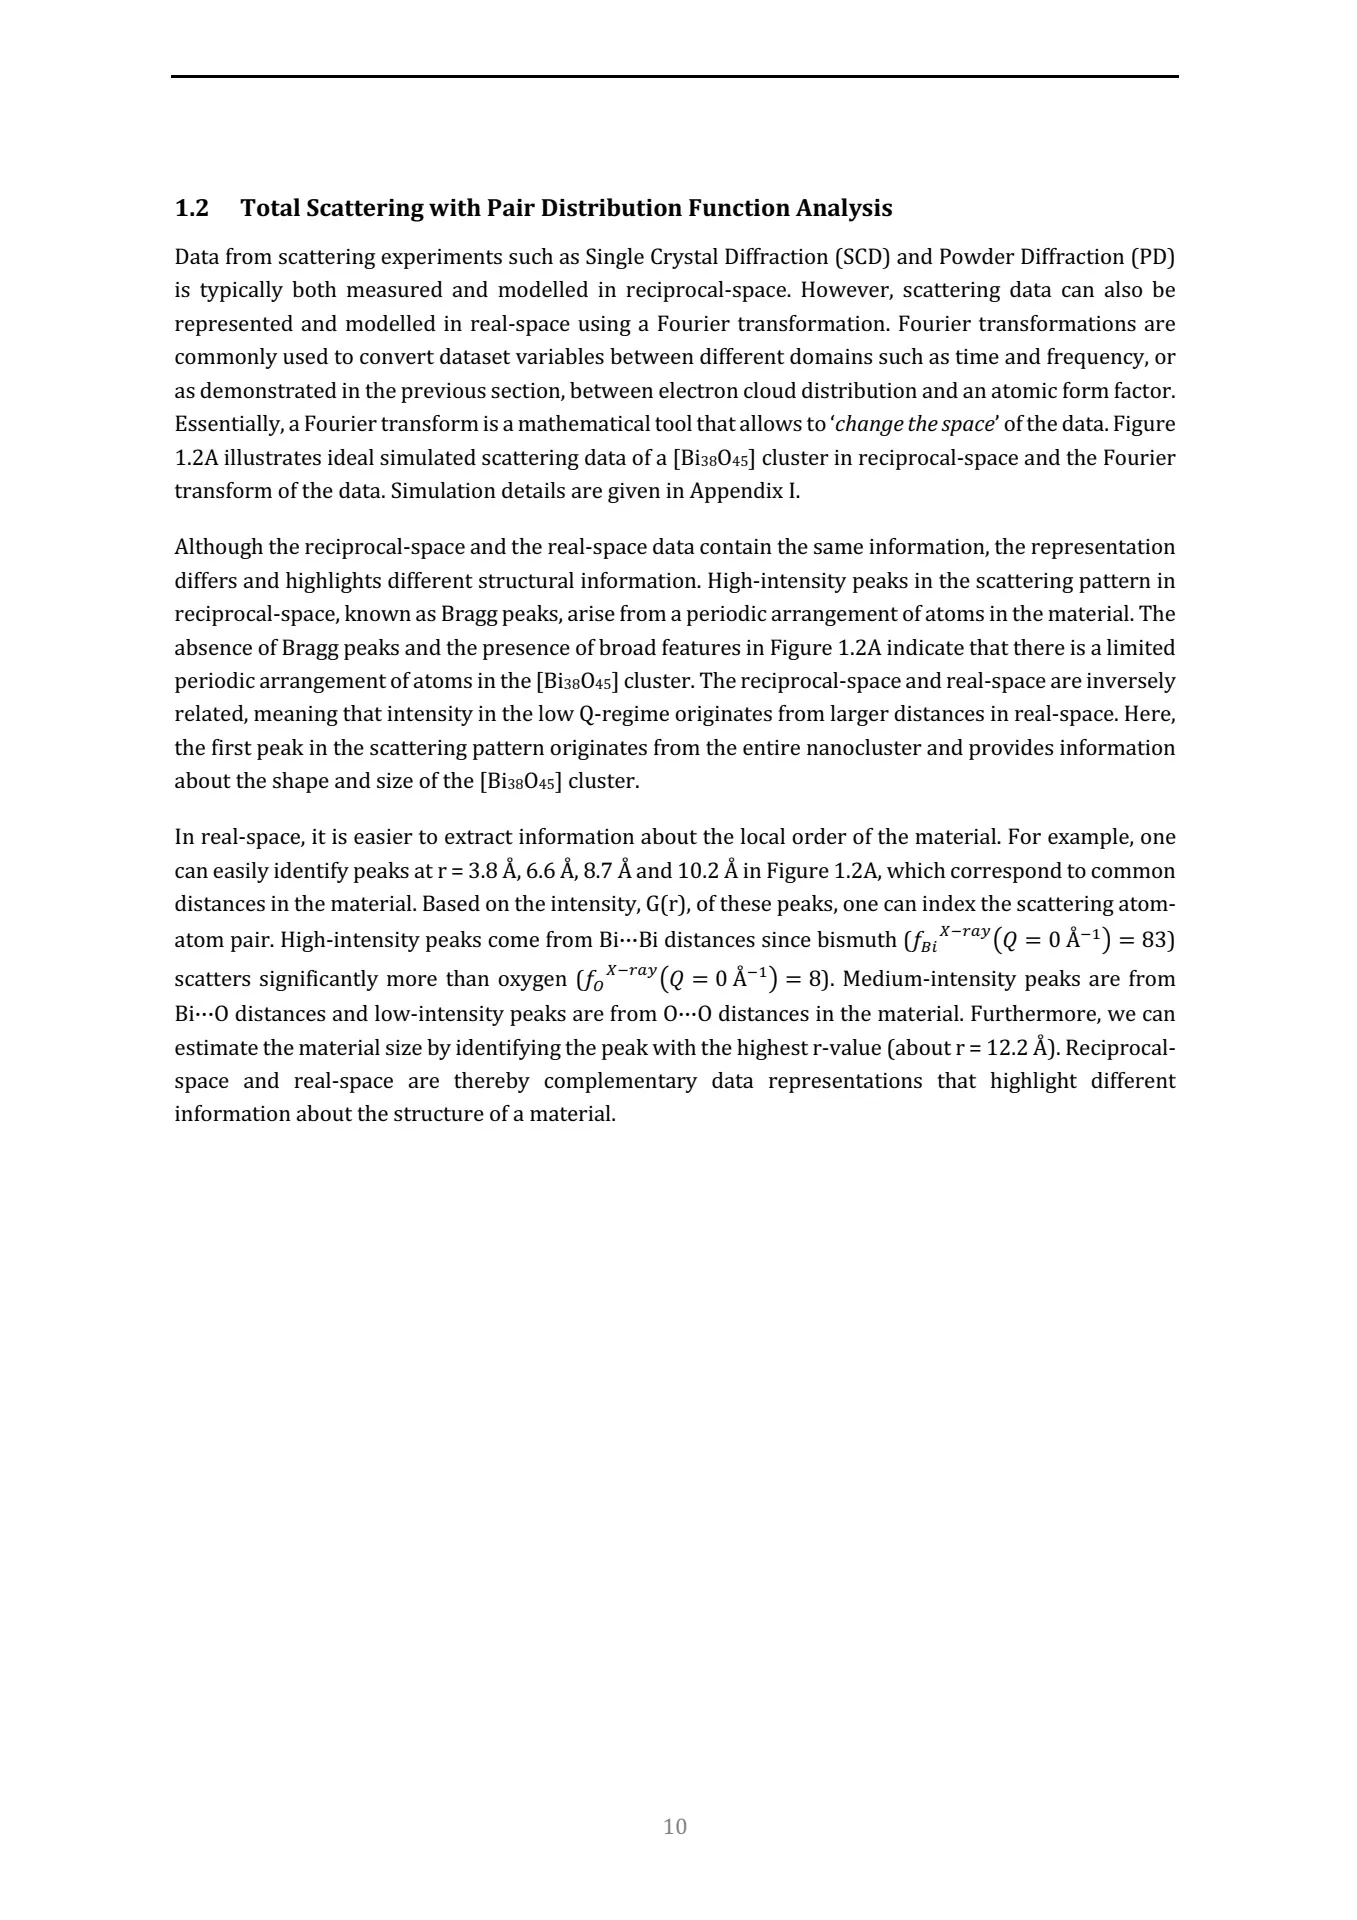 1.2 Total Scattering with Pair Distribution Function Analysis
Data from scattering experiments such as Single Crystal Diffraction (SCD) and Powder Diffraction (PD)
is typically both measured and modelled in reciprocal-space. However, scattering data can also be
represented and modelled in real-space using a Fourier transformation. Fourier transformations are
commonly used to convert dataset variables between different domains such as time and frequency, or
as demonstrated in the previous section, between electron cloud distribution and an atomic form factor.
Essentially, a Fourier transform is a mathematical tool that allows to ‘change the space’ of the data. Figure
1.2A illustrates ideal simulated scattering data of a [Bi₃₈O₄₅] cluster in reciprocal-space and the Fourier
transform of the data. Simulation details are given in Appendix I.
Although the reciprocal-space and the real-space data contain the same information, the representation
differs and highlights different structural information. High-intensity peaks in the scattering pattern in
reciprocal-space, known as Bragg peaks, arise from a periodic arrangement of atoms in the material. The
absence of Bragg peaks and the presence of broad features in Figure 1.2A indicate that there is a limited
periodic arrangement of atoms in the [Bi₃₈O₄₅] cluster. The reciprocal-space and real-space are inversely
related, meaning that intensity in the low Q-regime originates from larger distances in real-space. Here,
the first peak in the scattering pattern originates from the entire nanocluster and provides information
about the shape and size of the [Bi₃₈O₄₅] cluster.
In real-space, it is easier to extract information about the local order of the material. For example, one
can easily identify peaks at r = 3.8 Å, 6.6 Å, 8.7 Å and 10.2 Å in Figure 1.2A, which correspond to common
distances in the material. Based on the intensity, G(r), of these peaks, one can index the scattering atom-
atom pair. High-intensity peaks come from Bi···Bi distances since bismuth (f_Bi^X−ray(Q = 0 Å⁻¹) = 83)
scatters significantly more than oxygen (f_O^X−ray(Q = 0 Å⁻¹) = 8). Medium-intensity peaks are from
Bi···O distances and low-intensity peaks are from O···O distances in the material. Furthermore, we can
estimate the material size by identifying the peak with the highest r-value (about r = 12.2 Å). Reciprocal-
space and real-space are thereby complementary data representations that highlight different
information about the structure of a material.
10